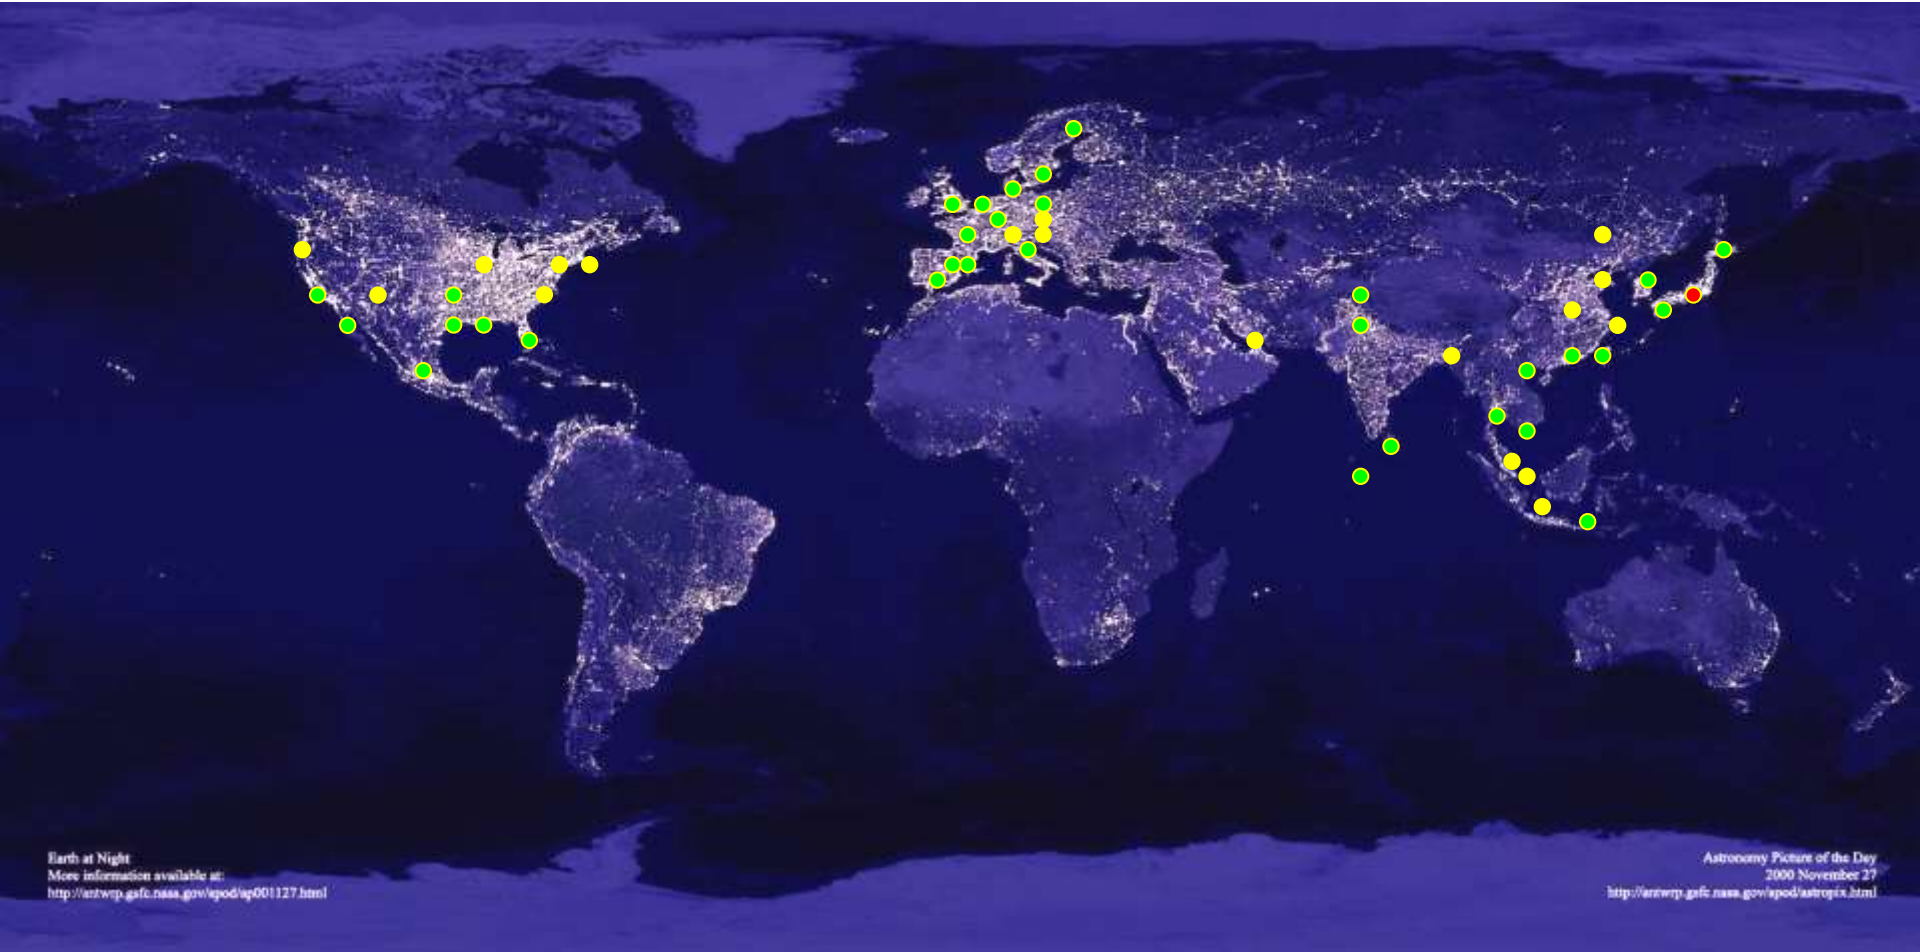 Earth at Night
More information available at:
http://antwrp.gsfc.nasa.gov/apod/ap001127.html
Astronomy Picture of the Day
2000 November 27
http://antwrp.gsfc.nasa.gov/apod/astropix.html